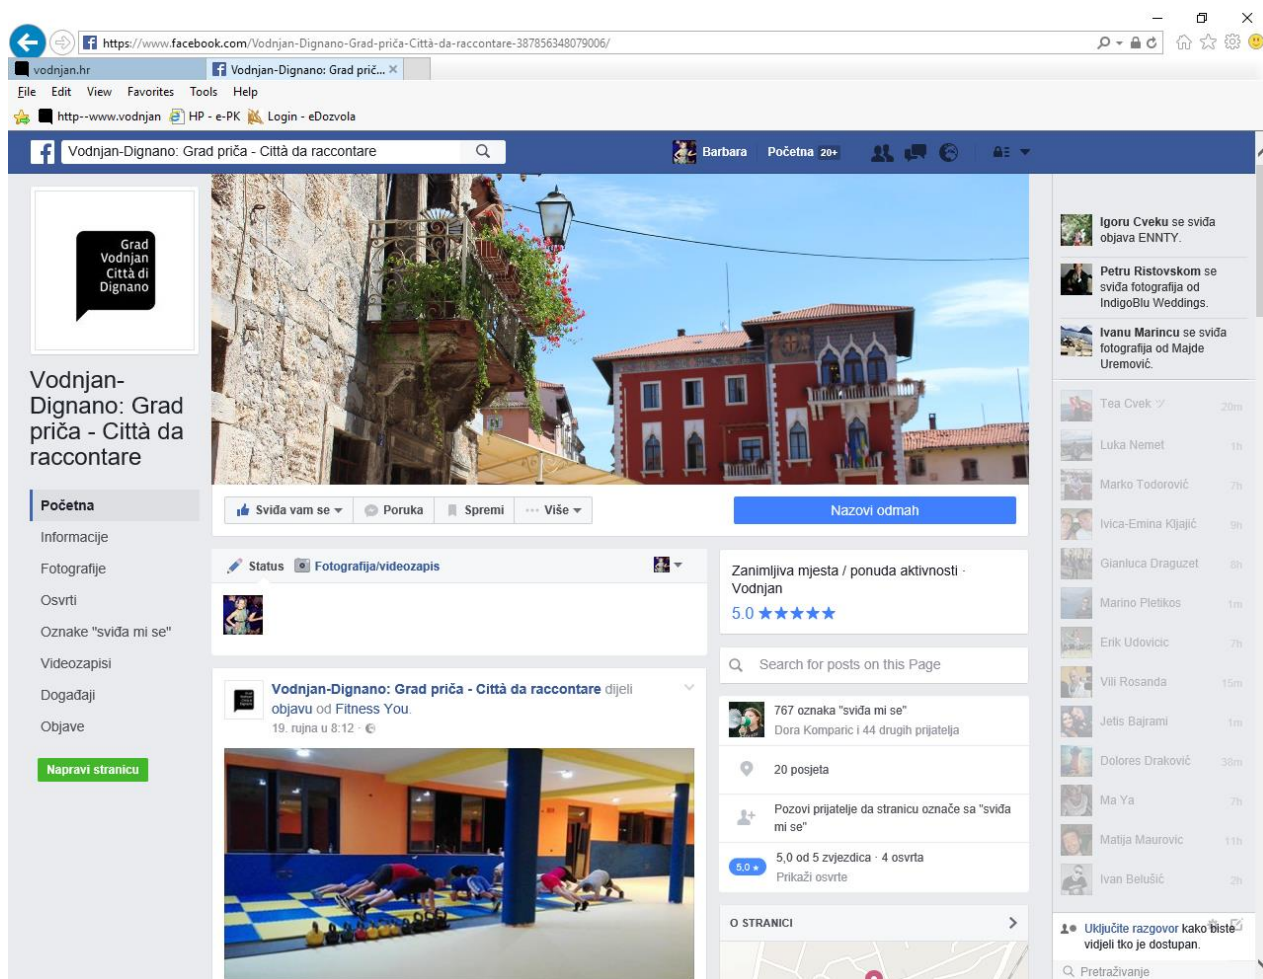 https://www.facebook.com/Vodnjan-Dignano-Grad-priča-Città-da-raccontare-387856348079006/
vodnjan.hr
Vodnjan-Dignano: Grad prič...
File Edit View Favorites Tools Help
http--www.vodnjan HP - e-PK Login - eDozvola
Vodnjan-Dignano: Grad priča - Città da raccontare
Barbara Početna 20+
Grad
Vodnjan
Città di
Dignano
Vodnjan-
Dignano: Grad
priča - Città da
raccontare
Početna
Informacije
Fotografije
Osvrti
Oznake "sviđa mi se"
Videozapisi
Događaji
Objave
Napravi stranicu
Sviđa vam se Poruka Spremi Više
Nazovi odmah
Status Fotografija/videozapis
Vodnjan-Dignano: Grad priča - Città da raccontare dijeli
objavu od Fitness You.
19. rujna u 8:12 ·
Zanimljiva mjesta / ponuda aktivnosti ·
Vodnjan
5.0 ★★★★★
Search for posts on this Page
767 oznaka "sviđa mi se"
Dora Komparic i 44 drugih prijatelja
20 posjeta
Pozovi prijatelje da stranicu označe sa "sviđa
mi se"
5,0 ★
5,0 od 5 zvjezdica · 4 osvrta
Prikaži osvrte
O STRANICI
Igoru Cveku se sviđa
objava ENNTY.
Petru Ristovskom se
sviđa fotografija od
IndigoBlu Weddings.
Ivanu Marincu se sviđa
fotografija od Majde
Uremović.
Tea Cvek ツ 20m
Luka Nemet 1h
Marko Todorović 7h
Ivica-Emina Kljajić 9h
Gianluca Draguzet 8h
Marino Pletikos 1m
Erik Udovicic 7h
Vili Rosanda 15m
Jetis Bajrami 1m
Dolores Draković 38m
Ma Ya 7h
Matija Maurovic 11h
Ivan Belušić 2h
Uključite razgovor kako biste
vidjeli tko je dostupan.
Pretraživanje